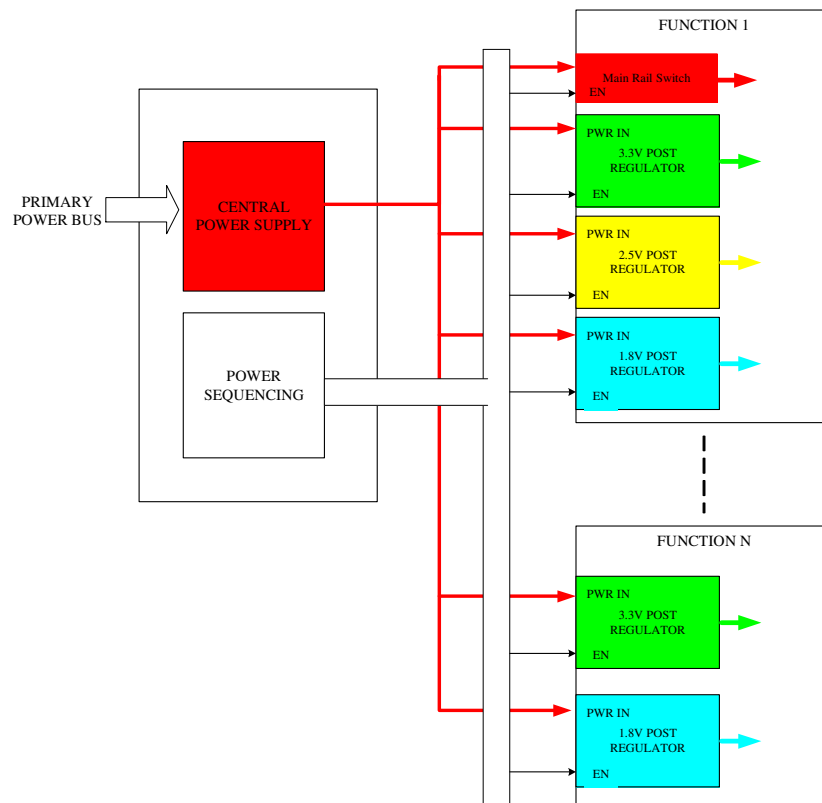 PRIMARY
POWER BUS
CENTRAL
POWER SUPPLY
POWER
SEQUENCING
FUNCTION 1
Main Rail Switch
EN
PWR IN
3.3V POST
REGULATOR
EN
PWR IN
2.5V POST
REGULATOR
EN
PWR IN
1.8V POST
REGULATOR
EN
FUNCTION N
PWR IN
3.3V POST
REGULATOR
EN
PWR IN
1.8V POST
REGULATOR
EN